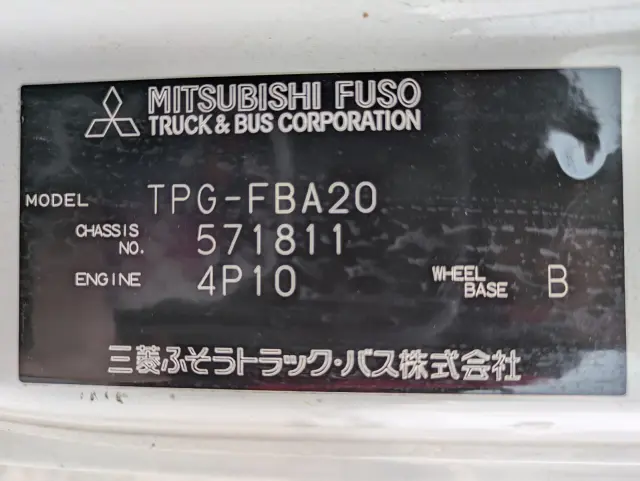 MITSUBISHI FUSO
TRUCK & BUS CORPORATION
MODEL TPG-FBA20
CHASSIS NO. 571811
ENGINE 4P10 WHEEL BASE B
三菱ふそうトラック・バス株式会社